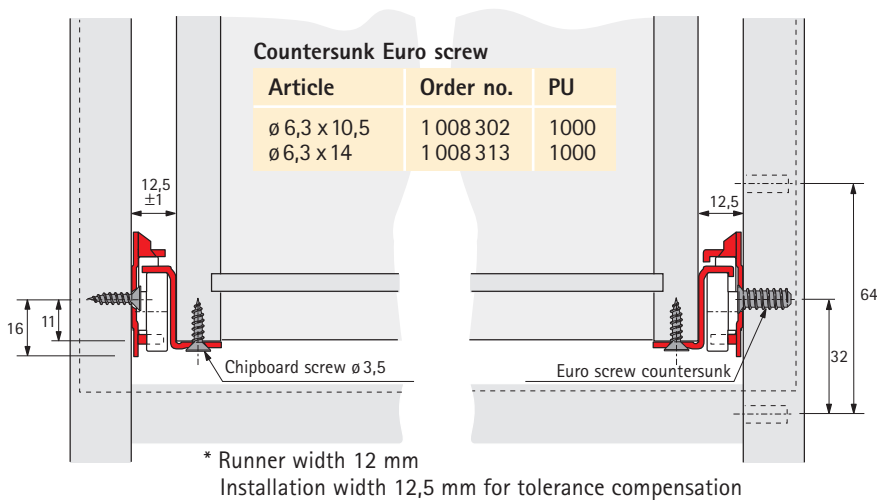 Countersunk Euro screw
Article Order no. PU
ø 6,3 x 10,5 1 008 302 1000
ø 6,3 x 14 1 008 313 1000
12,5
±1
12,5
64
16
11
32
Chipboard screw ø 3,5
Euro screw countersunk
* Runner width 12 mm
Installation width 12,5 mm for tolerance compensation